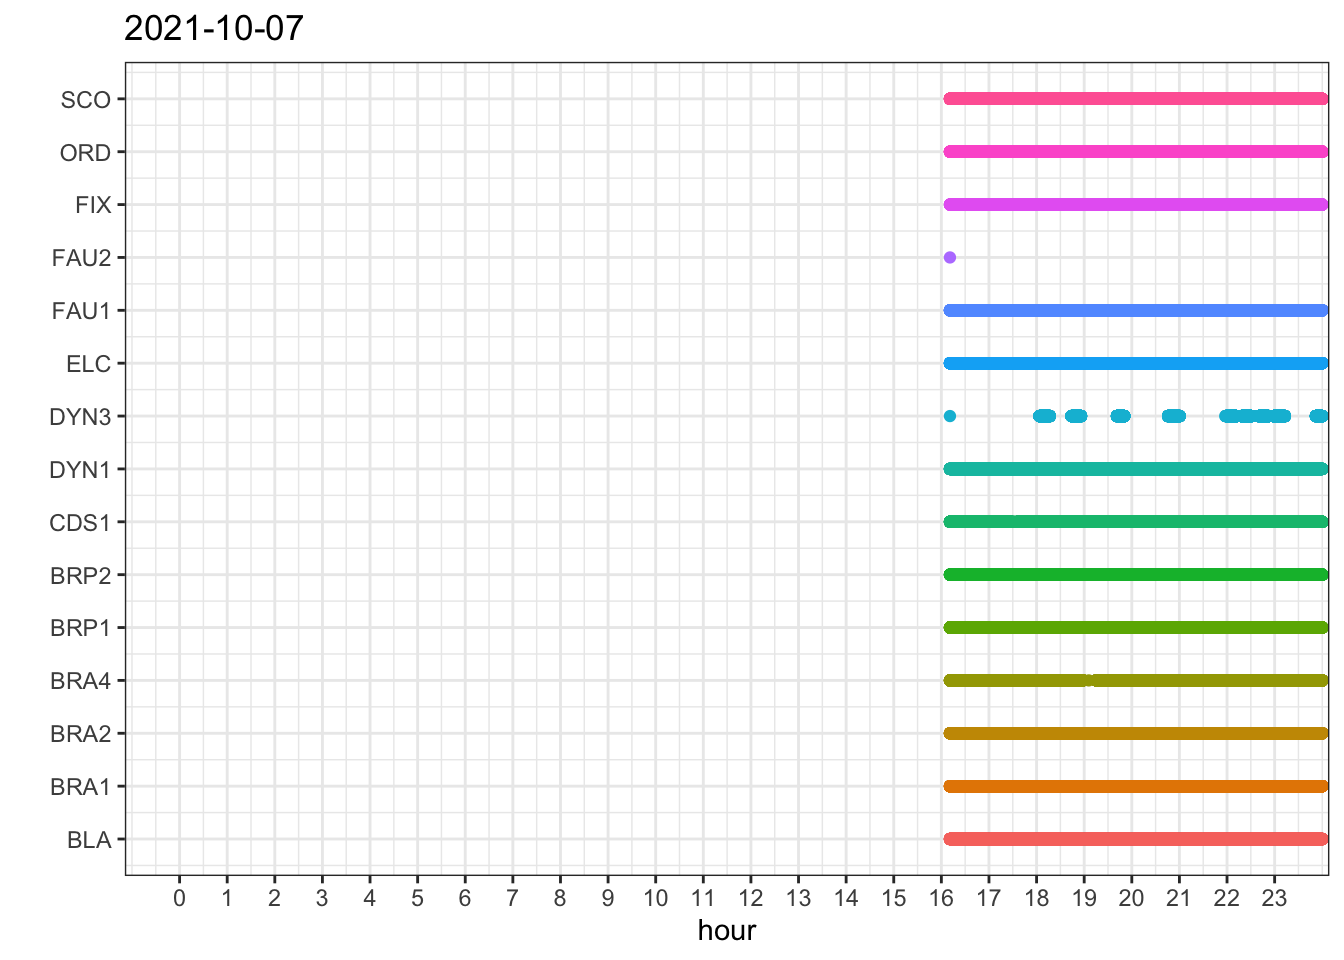 2021-10-07
SCO
ORD
FIX
FAU2
FAU1
ELC
DYN3
DYN1
CDS1
BRP2
BRP1
BRA4
BRA2
BRA1
BLA
0 1 2 3 4 5 6 7 8 9 10 11 12 13 14 15 16 17 18 19 20 21 22 23
hour